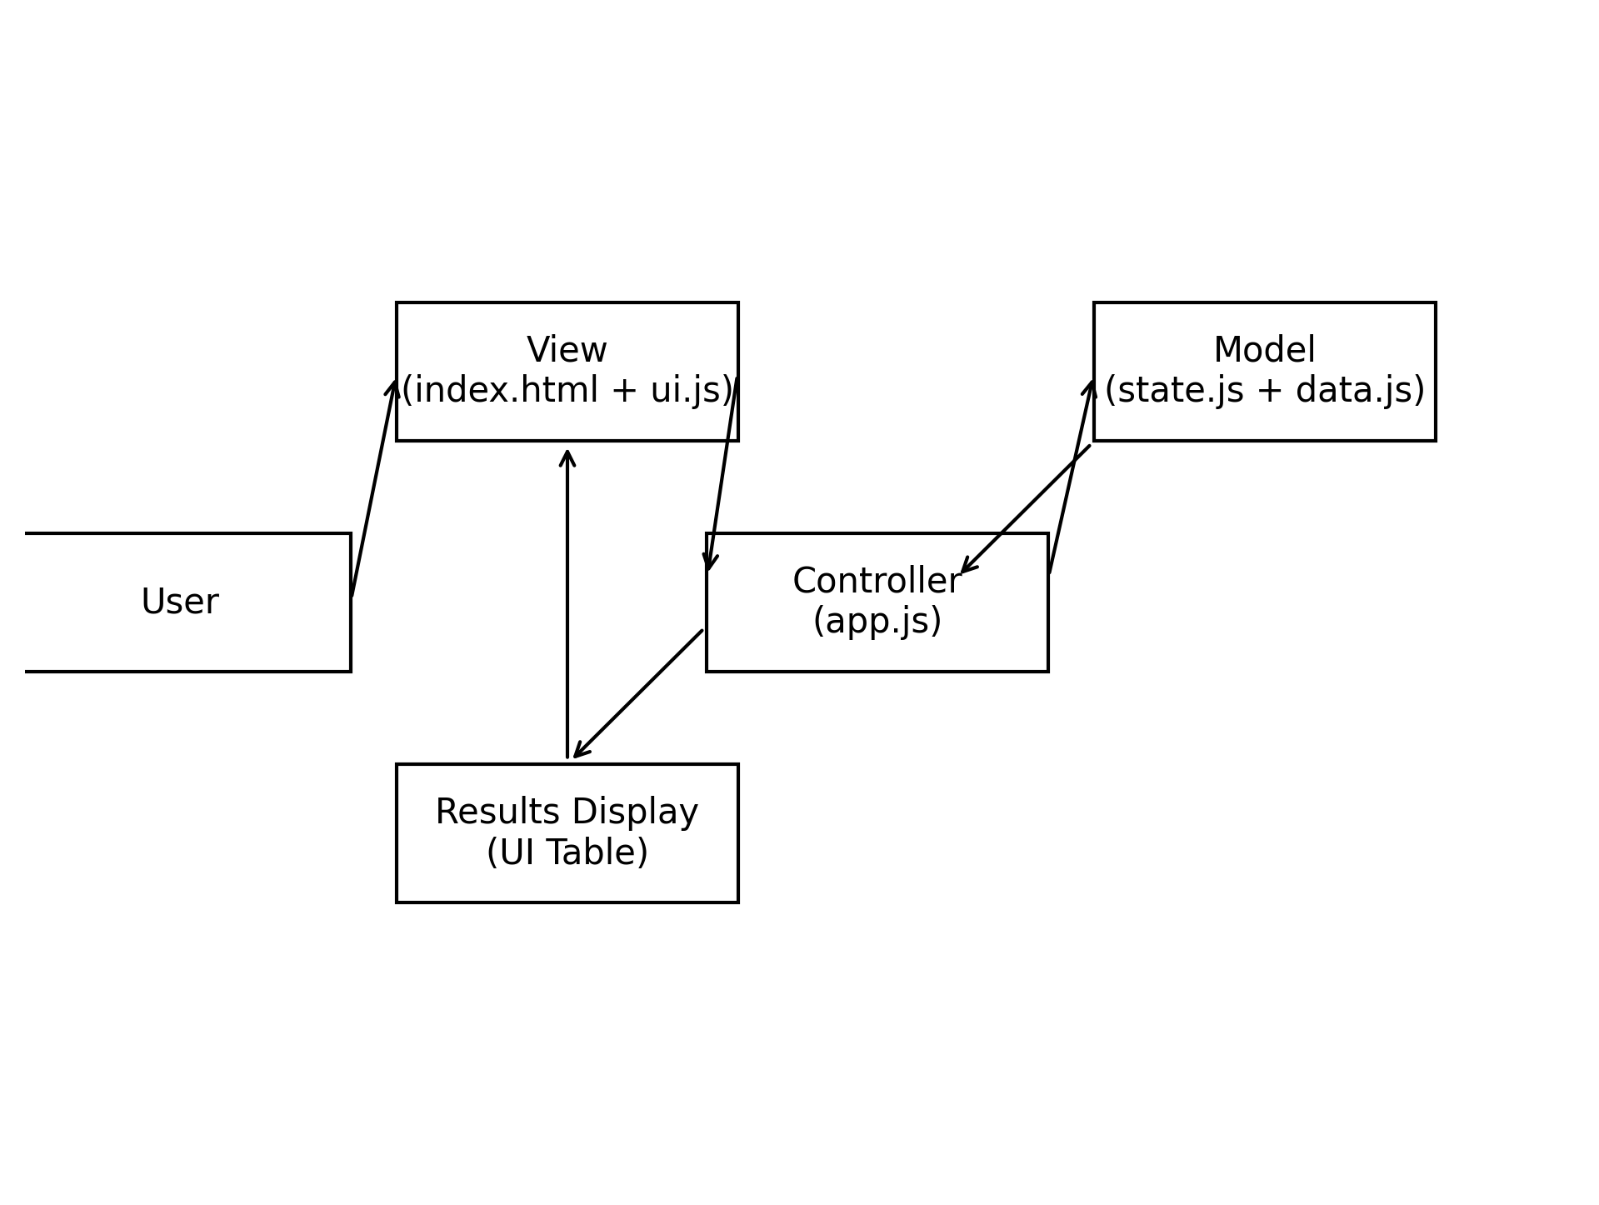 View
(index.html + ui.js)
Model
(state.js + data.js)
User
Controller
(app.js)
Results Display
(UI Table)